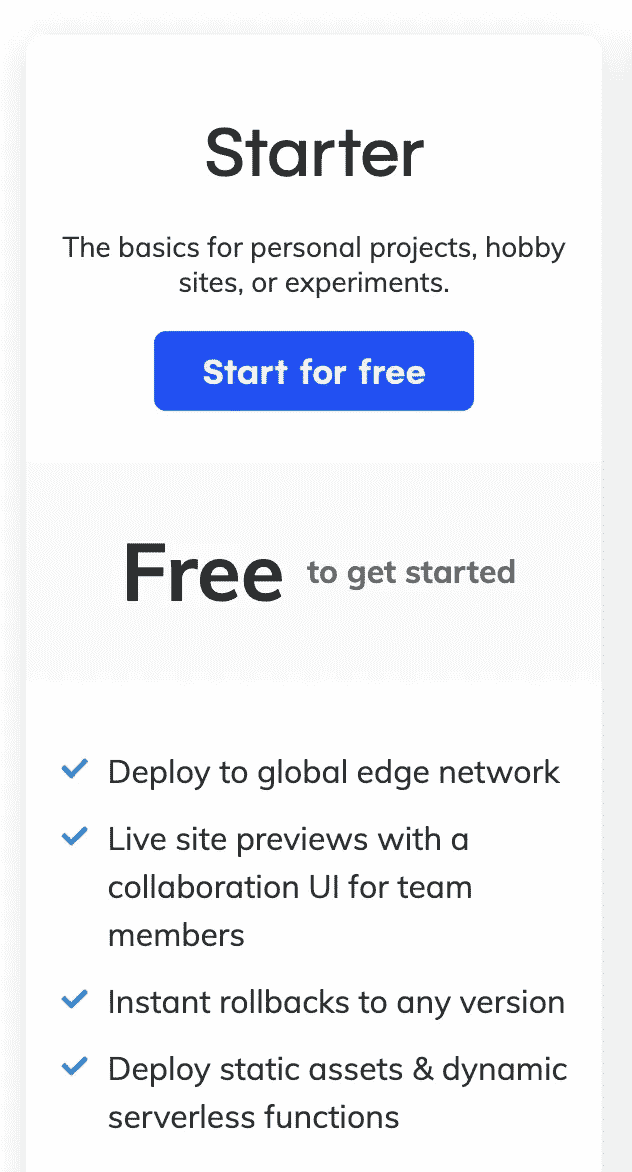 Starter
The basics for personal projects, hobby
sites, or experiments.
Start for free
Free to get started
Deploy to global edge network
Live site previews with a
collaboration UI for team
members
Instant rollbacks to any version
Deploy static assets & dynamic
serverless functions